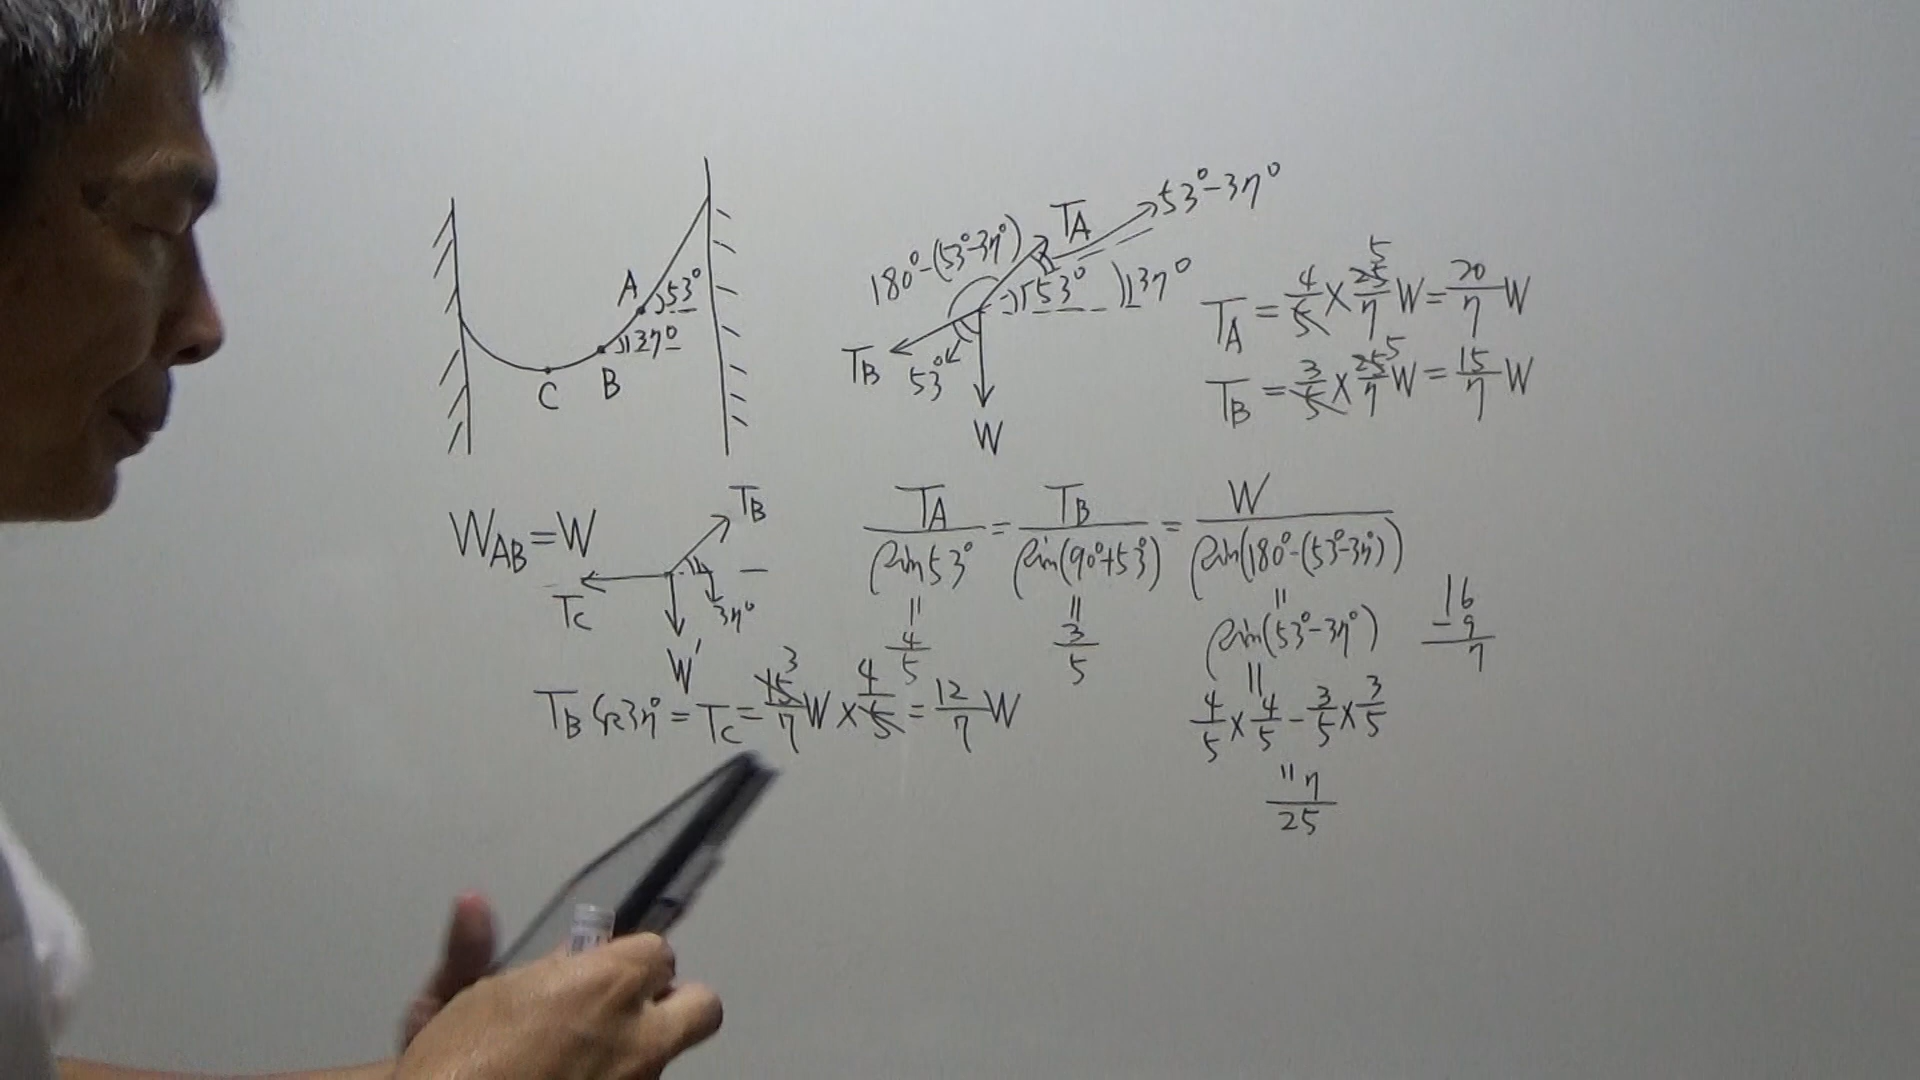 A
53°
37°
B
C
180°-(53°-37°)
T_A
53°-37°
53°
37°
T_B
53°
W
T_A = 4/5 × 25/7 W = 20/7 W
5
T_B = 3/5 × 25/7 W = 15/7 W
5
W_AB = W
T_B
T_C
37°
W'
T_A / sin53° = T_B / sin(90°+53°) = W / sin(180°-(53°-37°))
= 4/5
= 3/5
= sin(53°-37°)
= 4/5 × 4/5 - 3/5 × 3/5
= 7/25
16
-9
7
T_B cos37° = T_C = 15/7 W × 4/5 = 12/7 W
3